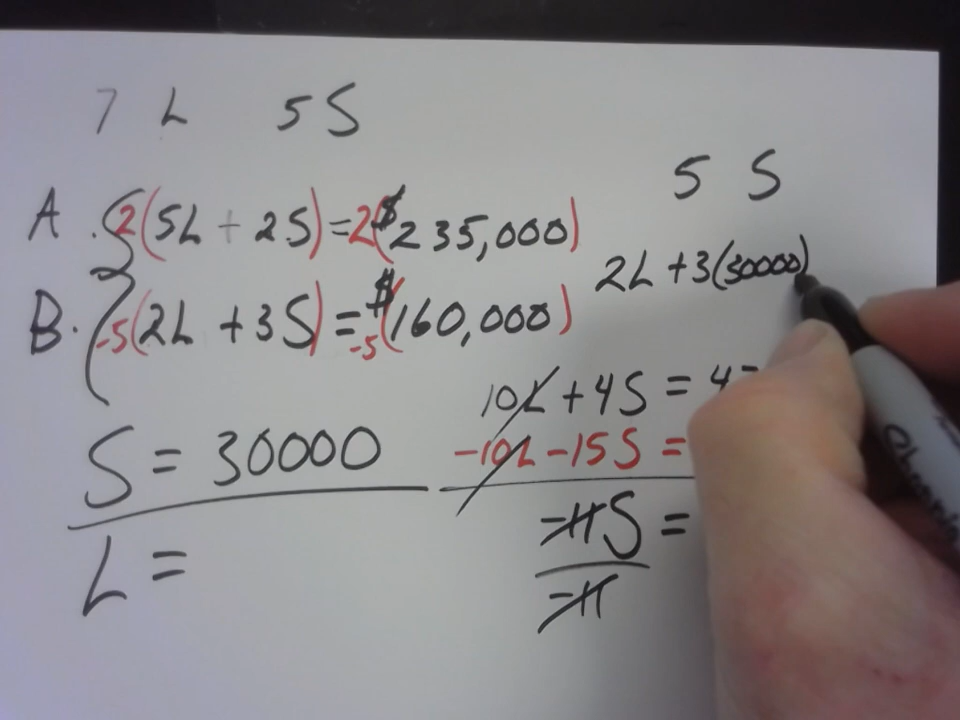 7 L 5 S
5 S
A. { 2(5L + 2S) = 2($235,000)
B. -5(2L + 3S) = -5($160,000)
2L + 3(30000)
10L + 4S = 4
-10L - 15S =
-11S =
-11
S = 30000
L =